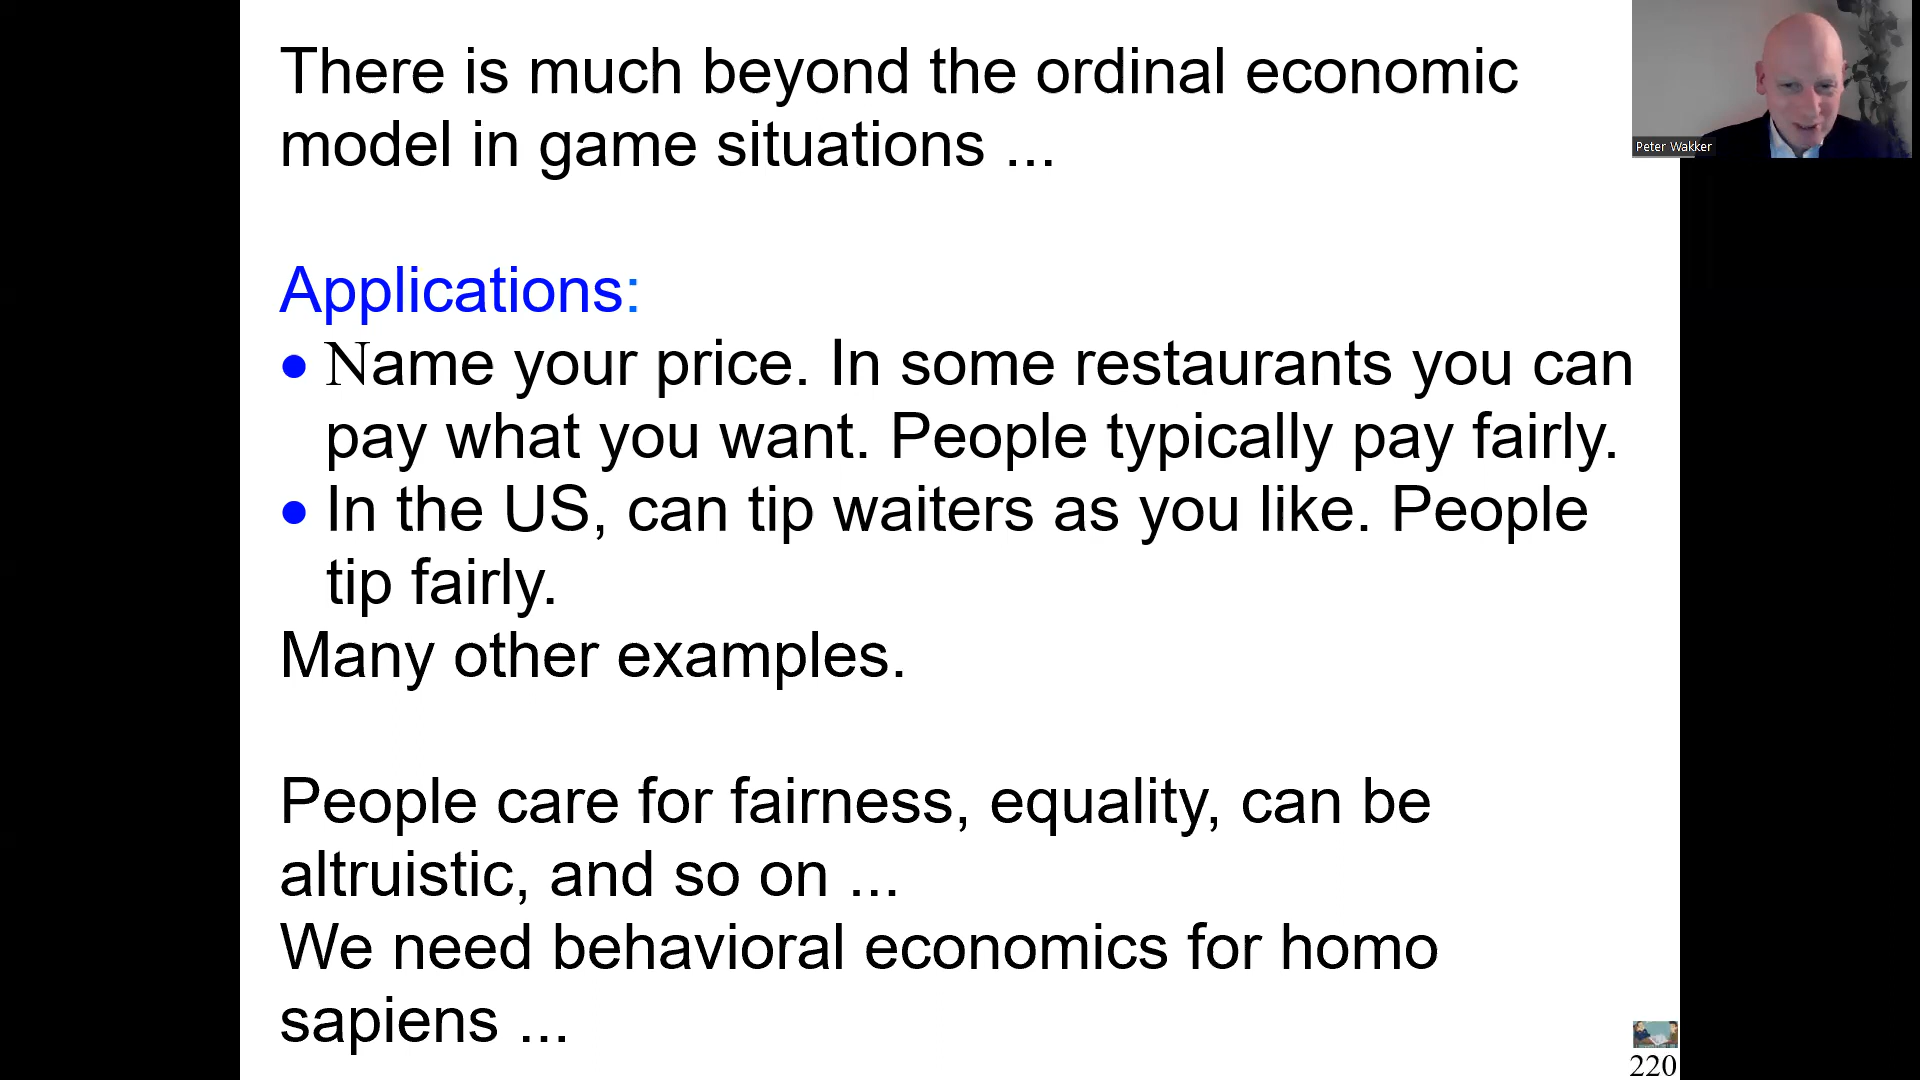 There is much beyond the ordinal economic
model in game situations ...
Peter Wakker
Applications:
• Name your price. In some restaurants you can
pay what you want. People typically pay fairly.
• In the US, can tip waiters as you like. People
tip fairly.
Many other examples.
People care for fairness, equality, can be
altruistic, and so on ...
We need behavioral economics for homo
sapiens ...
220